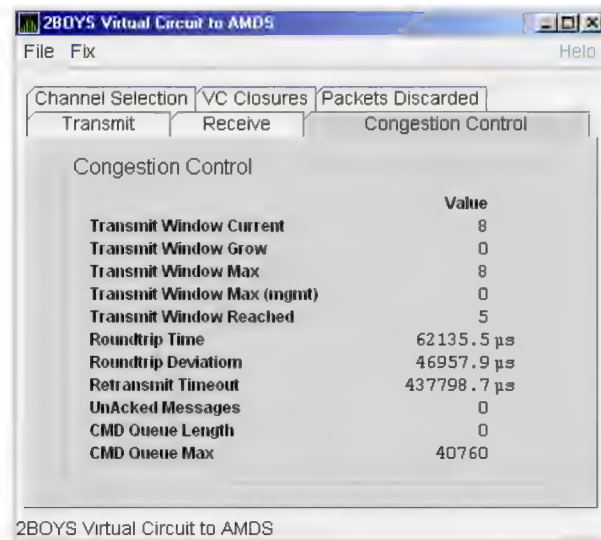 2BOYS Virtual Circuit to AMDS
File Fix Help
Channel Selection VC Closures Packets Discarded
Transmit Receive Congestion Control
Congestion Control
Value
Transmit Window Current 8
Transmit Window Grow 0
Transmit Window Max 8
Transmit Window Max (mgmt) 0
Transmit Window Reached 5
Roundtrip Time 62135.5 µs
Roundtrip Deviatiom 46957.9 µs
Retransmit Timeout 437798.7 µs
UnAcked Messages 0
CMD Queue Length 0
CMD Queue Max 40760
2BOYS Virtual Circuit to AMDS